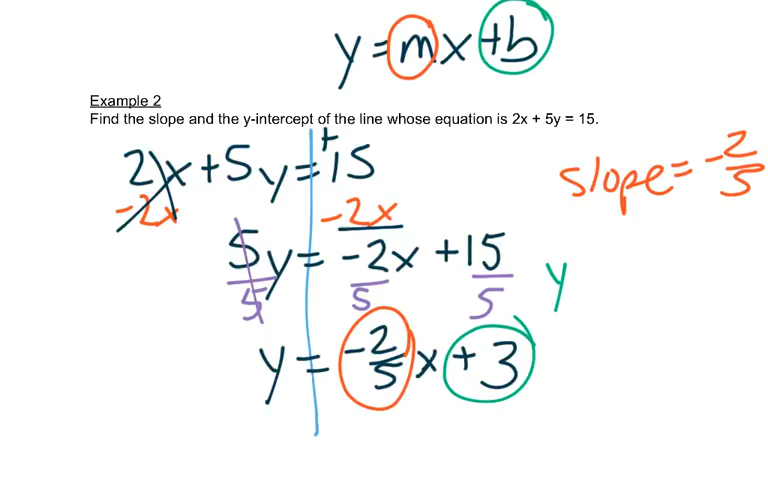 y = mx + b
Example 2
Find the slope and the y-intercept of the line whose equation is 2x + 5y = 15.
2x + 5y = +15
-2x -2x
5y = -2x + 15
5 5 5
y = -2/5 x + 3
slope = -2/5
y